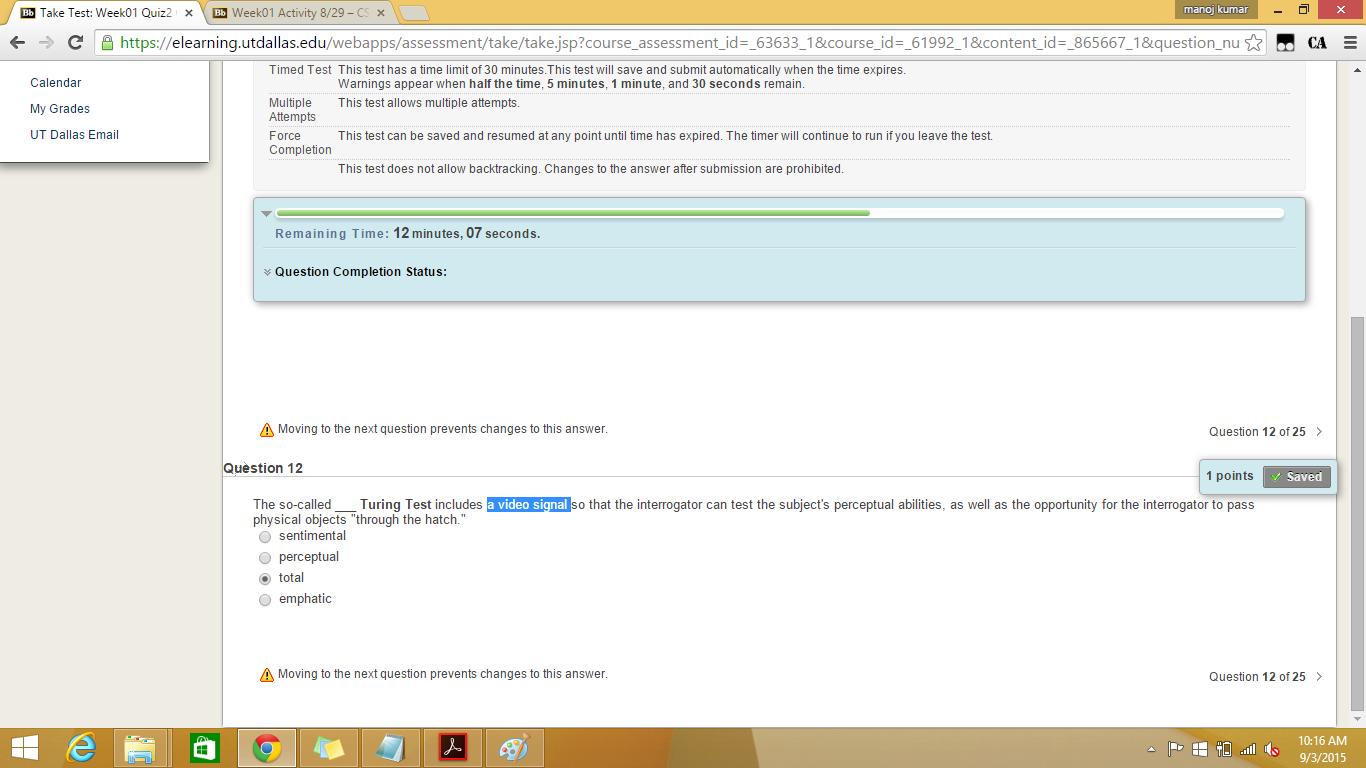 Take Test: Week01 Quiz2
Week01 Activity 8/29 – CS
manoj kumar
https://elearning.utdallas.edu/webapps/assessment/take/take.jsp?course_assessment_id=_63633_1&course_id=_61992_1&content_id=_865667_1&question_nu
CA
Calendar
My Grades
UT Dallas Email
Timed Test This test has a time limit of 30 minutes.This test will save and submit automatically when the time expires.
Warnings appear when half the time, 5 minutes, 1 minute, and 30 seconds remain.
Multiple Attempts This test allows multiple attempts.
Force Completion This test can be saved and resumed at any point until time has expired. The timer will continue to run if you leave the test.
This test does not allow backtracking. Changes to the answer after submission are prohibited.
Remaining Time: 12 minutes, 07 seconds.
Question Completion Status:
Moving to the next question prevents changes to this answer.
Question 12 of 25
Question 12
1 points Saved
The so-called ___ Turing Test includes a video signal so that the interrogator can test the subject's perceptual abilities, as well as the opportunity for the interrogator to pass
physical objects "through the hatch."
sentimental
perceptual
total
emphatic
Moving to the next question prevents changes to this answer.
Question 12 of 25
10:16 AM
9/3/2015